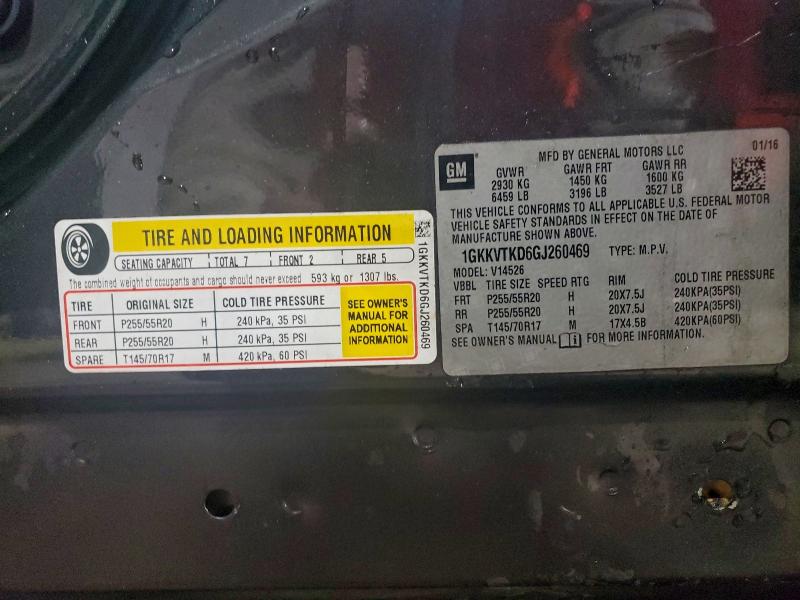 TIRE AND LOADING INFORMATION
SEATING CAPACITY TOTAL 7 FRONT 2 REAR 5
The combined weight of occupants and cargo should never exceed 593 kg or 1307 lbs.
TIRE ORIGINAL SIZE COLD TIRE PRESSURE
FRONT P255/55R20 H 240 kPa, 35 PSI
REAR P255/55R20 H 240 kPa, 35 PSI
SPARE T145/70R17 M 420 kPa, 60 PSI
SEE OWNER'S
MANUAL FOR
ADDITIONAL
INFORMATION
1GKKVTKD6GJ260469
GM
MFD BY GENERAL MOTORS LLC 01/16
GVWR GAWR FRT GAWR RR
2930 KG 1450 KG 1600 KG
6459 LB 3196 LB 3527 LB
THIS VEHICLE CONFORMS TO ALL APPLICABLE U.S. FEDERAL MOTOR
VEHICLE SAFETY STANDARDS IN EFFECT ON THE DATE OF
MANUFACTURE SHOWN ABOVE.
1GKKVTKD6GJ260469 TYPE: M.P.V.
MODEL: V14526
VBBL TIRE SIZE SPEED RTG RIM COLD TIRE PRESSURE
FRT P255/55R20 H 20X7.5J 240KPA(35PSI)
RR P255/55R20 H 20X7.5J 240KPA(35PSI)
SPA T145/70R17 M 17X4.5B 420KPA(60PSI)
SEE OWNER'S MANUAL FOR MORE INFORMATION.